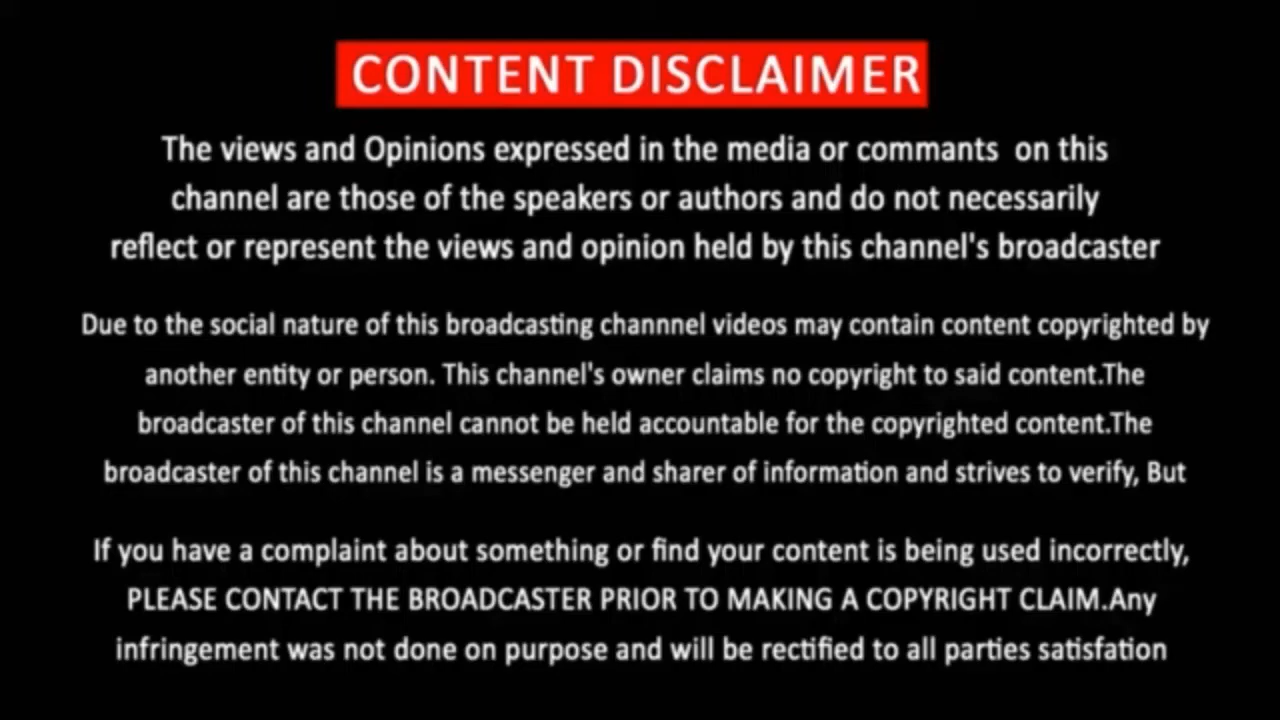 CONTENT DISCLAIMER
The views and Opinions expressed in the media or commants on this
channel are those of the speakers or authors and do not necessarily
reflect or represent the views and opinion held by this channel's broadcaster
Due to the social nature of this broadcasting channnel videos may contain content copyrighted by
another entity or person. This channel's owner claims no copyright to said content.The
broadcaster of this channel cannot be held accountable for the copyrighted content.The
broadcaster of this channel is a messenger and sharer of information and strives to verify, But
If you have a complaint about something or find your content is being used incorrectly,
PLEASE CONTACT THE BROADCASTER PRIOR TO MAKING A COPYRIGHT CLAIM.Any
infringement was not done on purpose and will be rectified to all parties satisfation